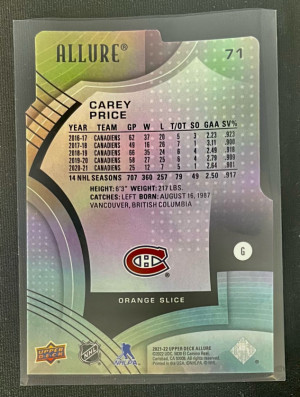 ALLURE®
71
CAREY
PRICE
YEAR TEAM GP W L T/OT SO GAA SV%
2016-17 CANADIENS 62 37 20 5 3 2.23 .923
2017-18 CANADIENS 49 16 26 7 1 3.11 .900
2018-19 CANADIENS 66 35 24 6 4 2.49 .918
2019-20 CANADIENS 58 27 25 6 4 2.79 .909
2020-21 CANADIENS 25 12 7 5 1 2.64 .901
14 NHL SEASONS 707 360 257 79 49 2.50 .917
HEIGHT: 6'3" WEIGHT: 217 LBS.
CATCHES: LEFT BORN: AUGUST 16, 1987
VANCOUVER, BRITISH COLUMBIA
G
ORANGE SLICE
UPPER DECK
NHL
NHLPA
2021-22 UPPER DECK ALLURE